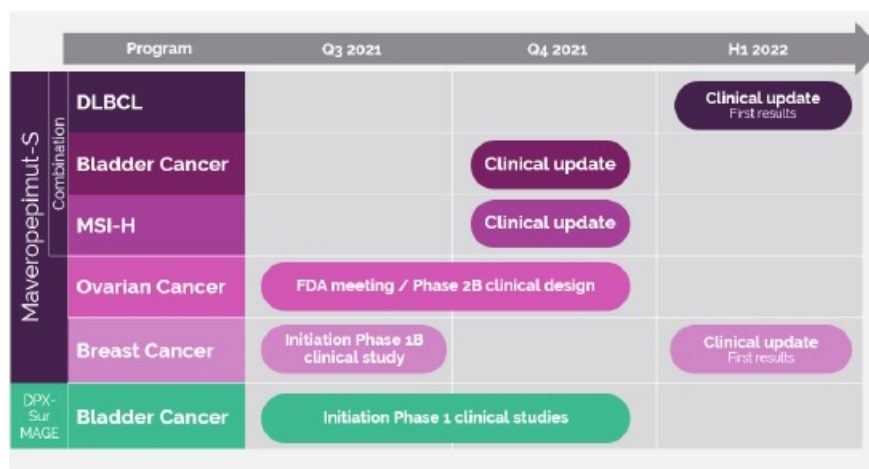 Program
Q3 2021
Q4 2021
H1 2022
Maveropepimut-S
Combination
DLBCL
Clinical update
First results
Bladder Cancer
Clinical update
MSI-H
Clinical update
Ovarian Cancer
FDA meeting / Phase 2B clinical design
Breast Cancer
Initiation Phase 1B
clinical study
Clinical update
First results
DPX-
Sur
MAGE
Bladder Cancer
Initiation Phase 1 clinical studies